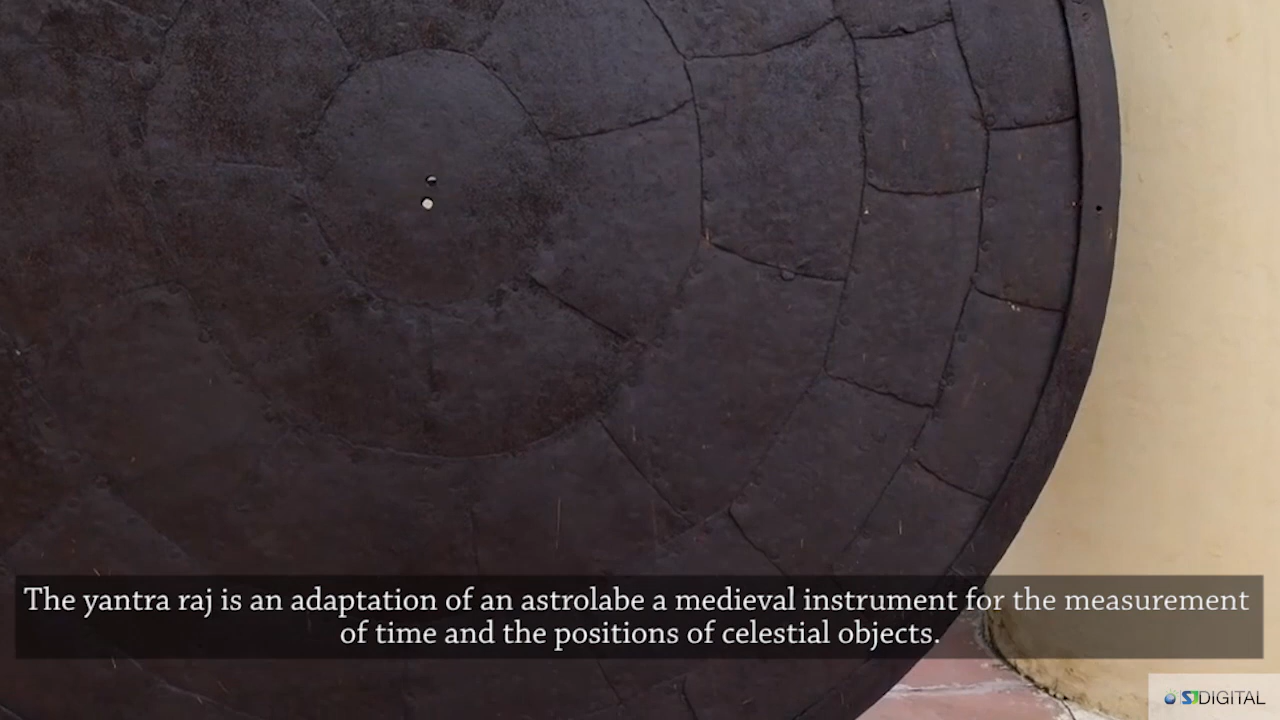 The yantra raj is an adaptation of an astrolabe a medieval instrument for the measurement
of time and the positions of celestial objects.
SJDIGITAL